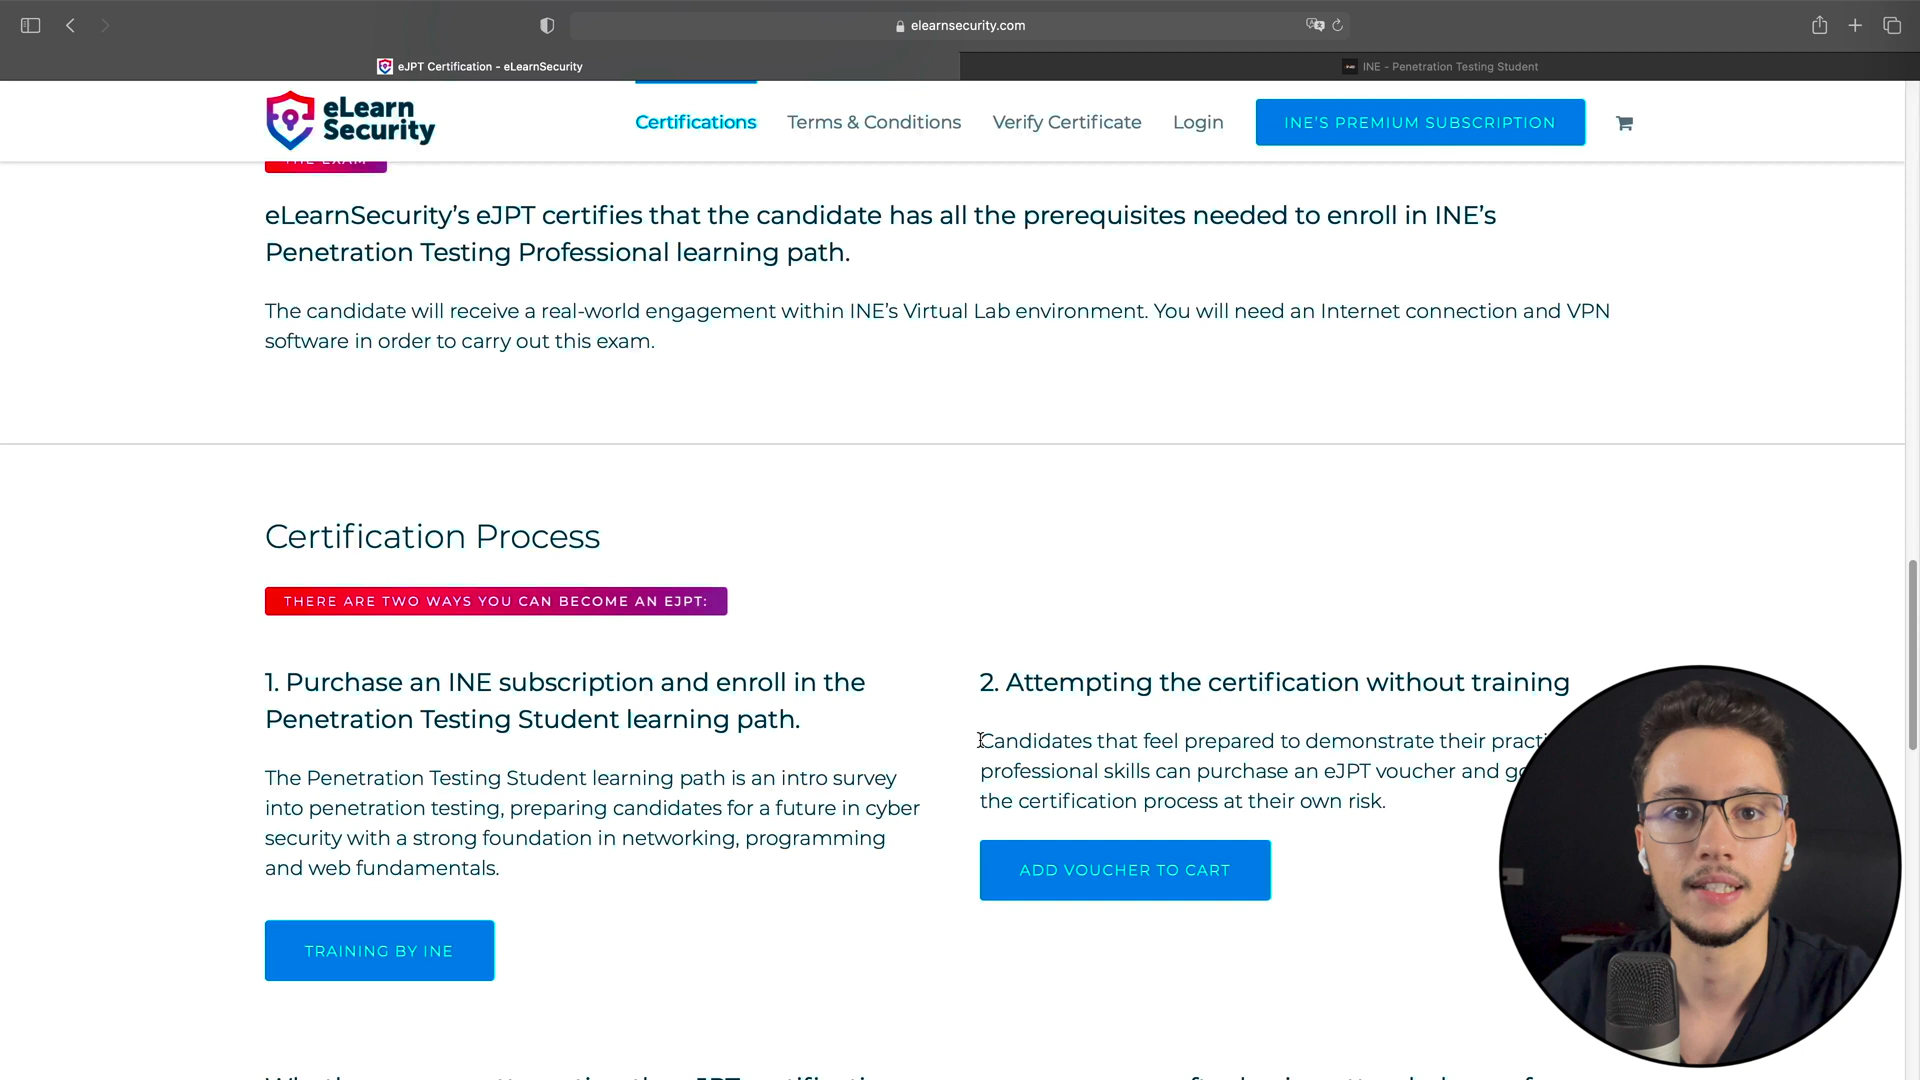 elearnsecurity.com
eJPT Certification - eLearnSecurity
INE - Penetration Testing Student
eLearn
Security
Certifications
Terms & Conditions
Verify Certificate
Login
INE'S PREMIUM SUBSCRIPTION
THE EXAM
eLearnSecurity's eJPT certifies that the candidate has all the prerequisites needed to enroll in INE's
Penetration Testing Professional learning path.
The candidate will receive a real-world engagement within INE's Virtual Lab environment. You will need an Internet connection and VPN
software in order to carry out this exam.
Certification Process
THERE ARE TWO WAYS YOU CAN BECOME AN EJPT:
1. Purchase an INE subscription and enroll in the
Penetration Testing Student learning path.
The Penetration Testing Student learning path is an intro survey
into penetration testing, preparing candidates for a future in cyber
security with a strong foundation in networking, programming
and web fundamentals.
TRAINING BY INE
2. Attempting the certification without training
Candidates that feel prepared to demonstrate their
professional skills can purchase an eJPT voucher and
the certification process at their own risk.
ADD VOUCHER TO CART